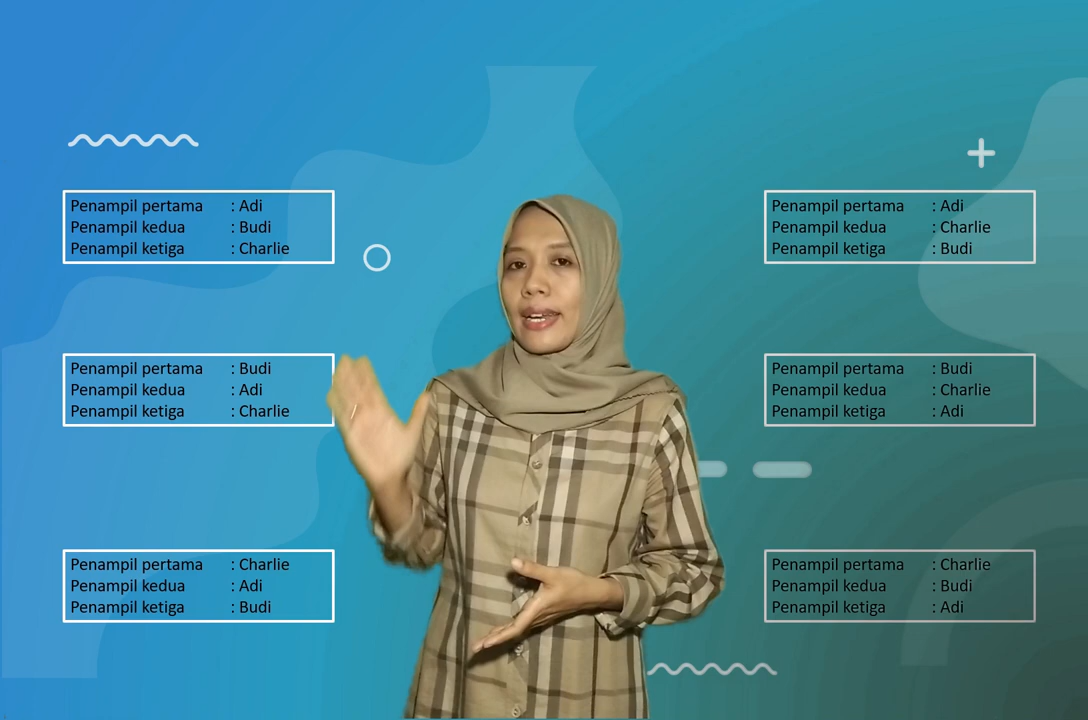 Penampil pertama : Adi
Penampil kedua : Budi
Penampil ketiga : Charlie
Penampil pertama : Adi
Penampil kedua : Charlie
Penampil ketiga : Budi
Penampil pertama : Budi
Penampil kedua : Adi
Penampil ketiga : Charlie
Penampil pertama : Budi
Penampil kedua : Charlie
Penampil ketiga : Adi
Penampil pertama : Charlie
Penampil kedua : Adi
Penampil ketiga : Budi
Penampil pertama : Charlie
Penampil kedua : Budi
Penampil ketiga : Adi